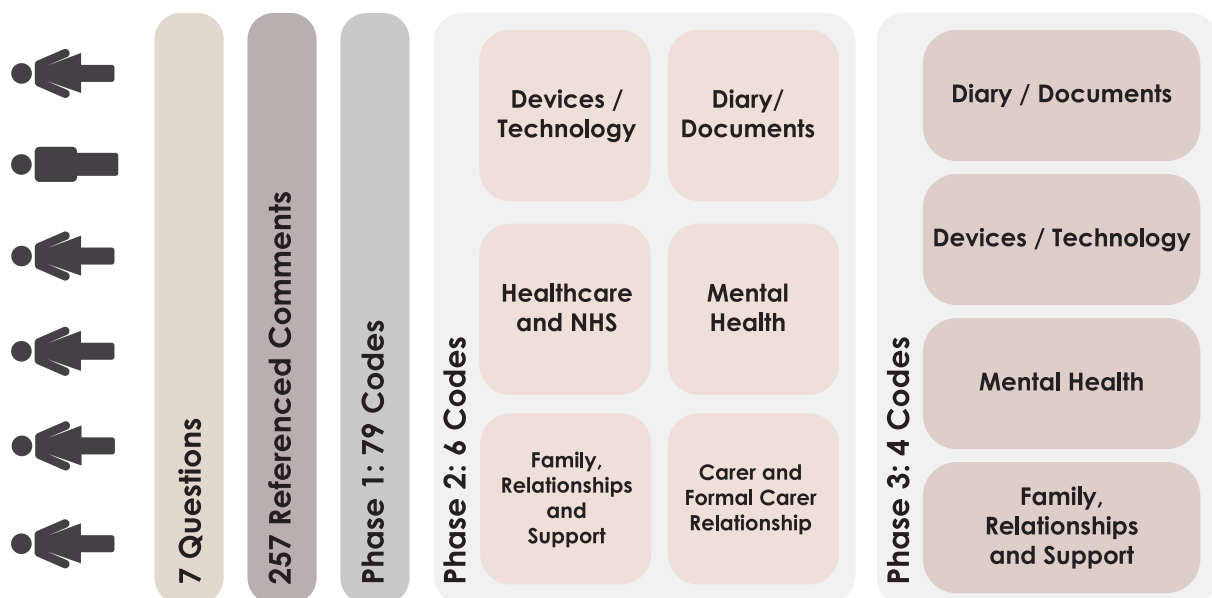 7 Questions
257 Referenced Comments
Phase 1: 79 Codes
Phase 2: 6 Codes
Devices /
Technology
Diary/
Documents
Healthcare
and NHS
Mental
Health
Family,
Relationships
and
Support
Carer and
Formal Carer
Relationship
Phase 3: 4 Codes
Diary / Documents
Devices / Technology
Mental Health
Family,
Relationships
and Support